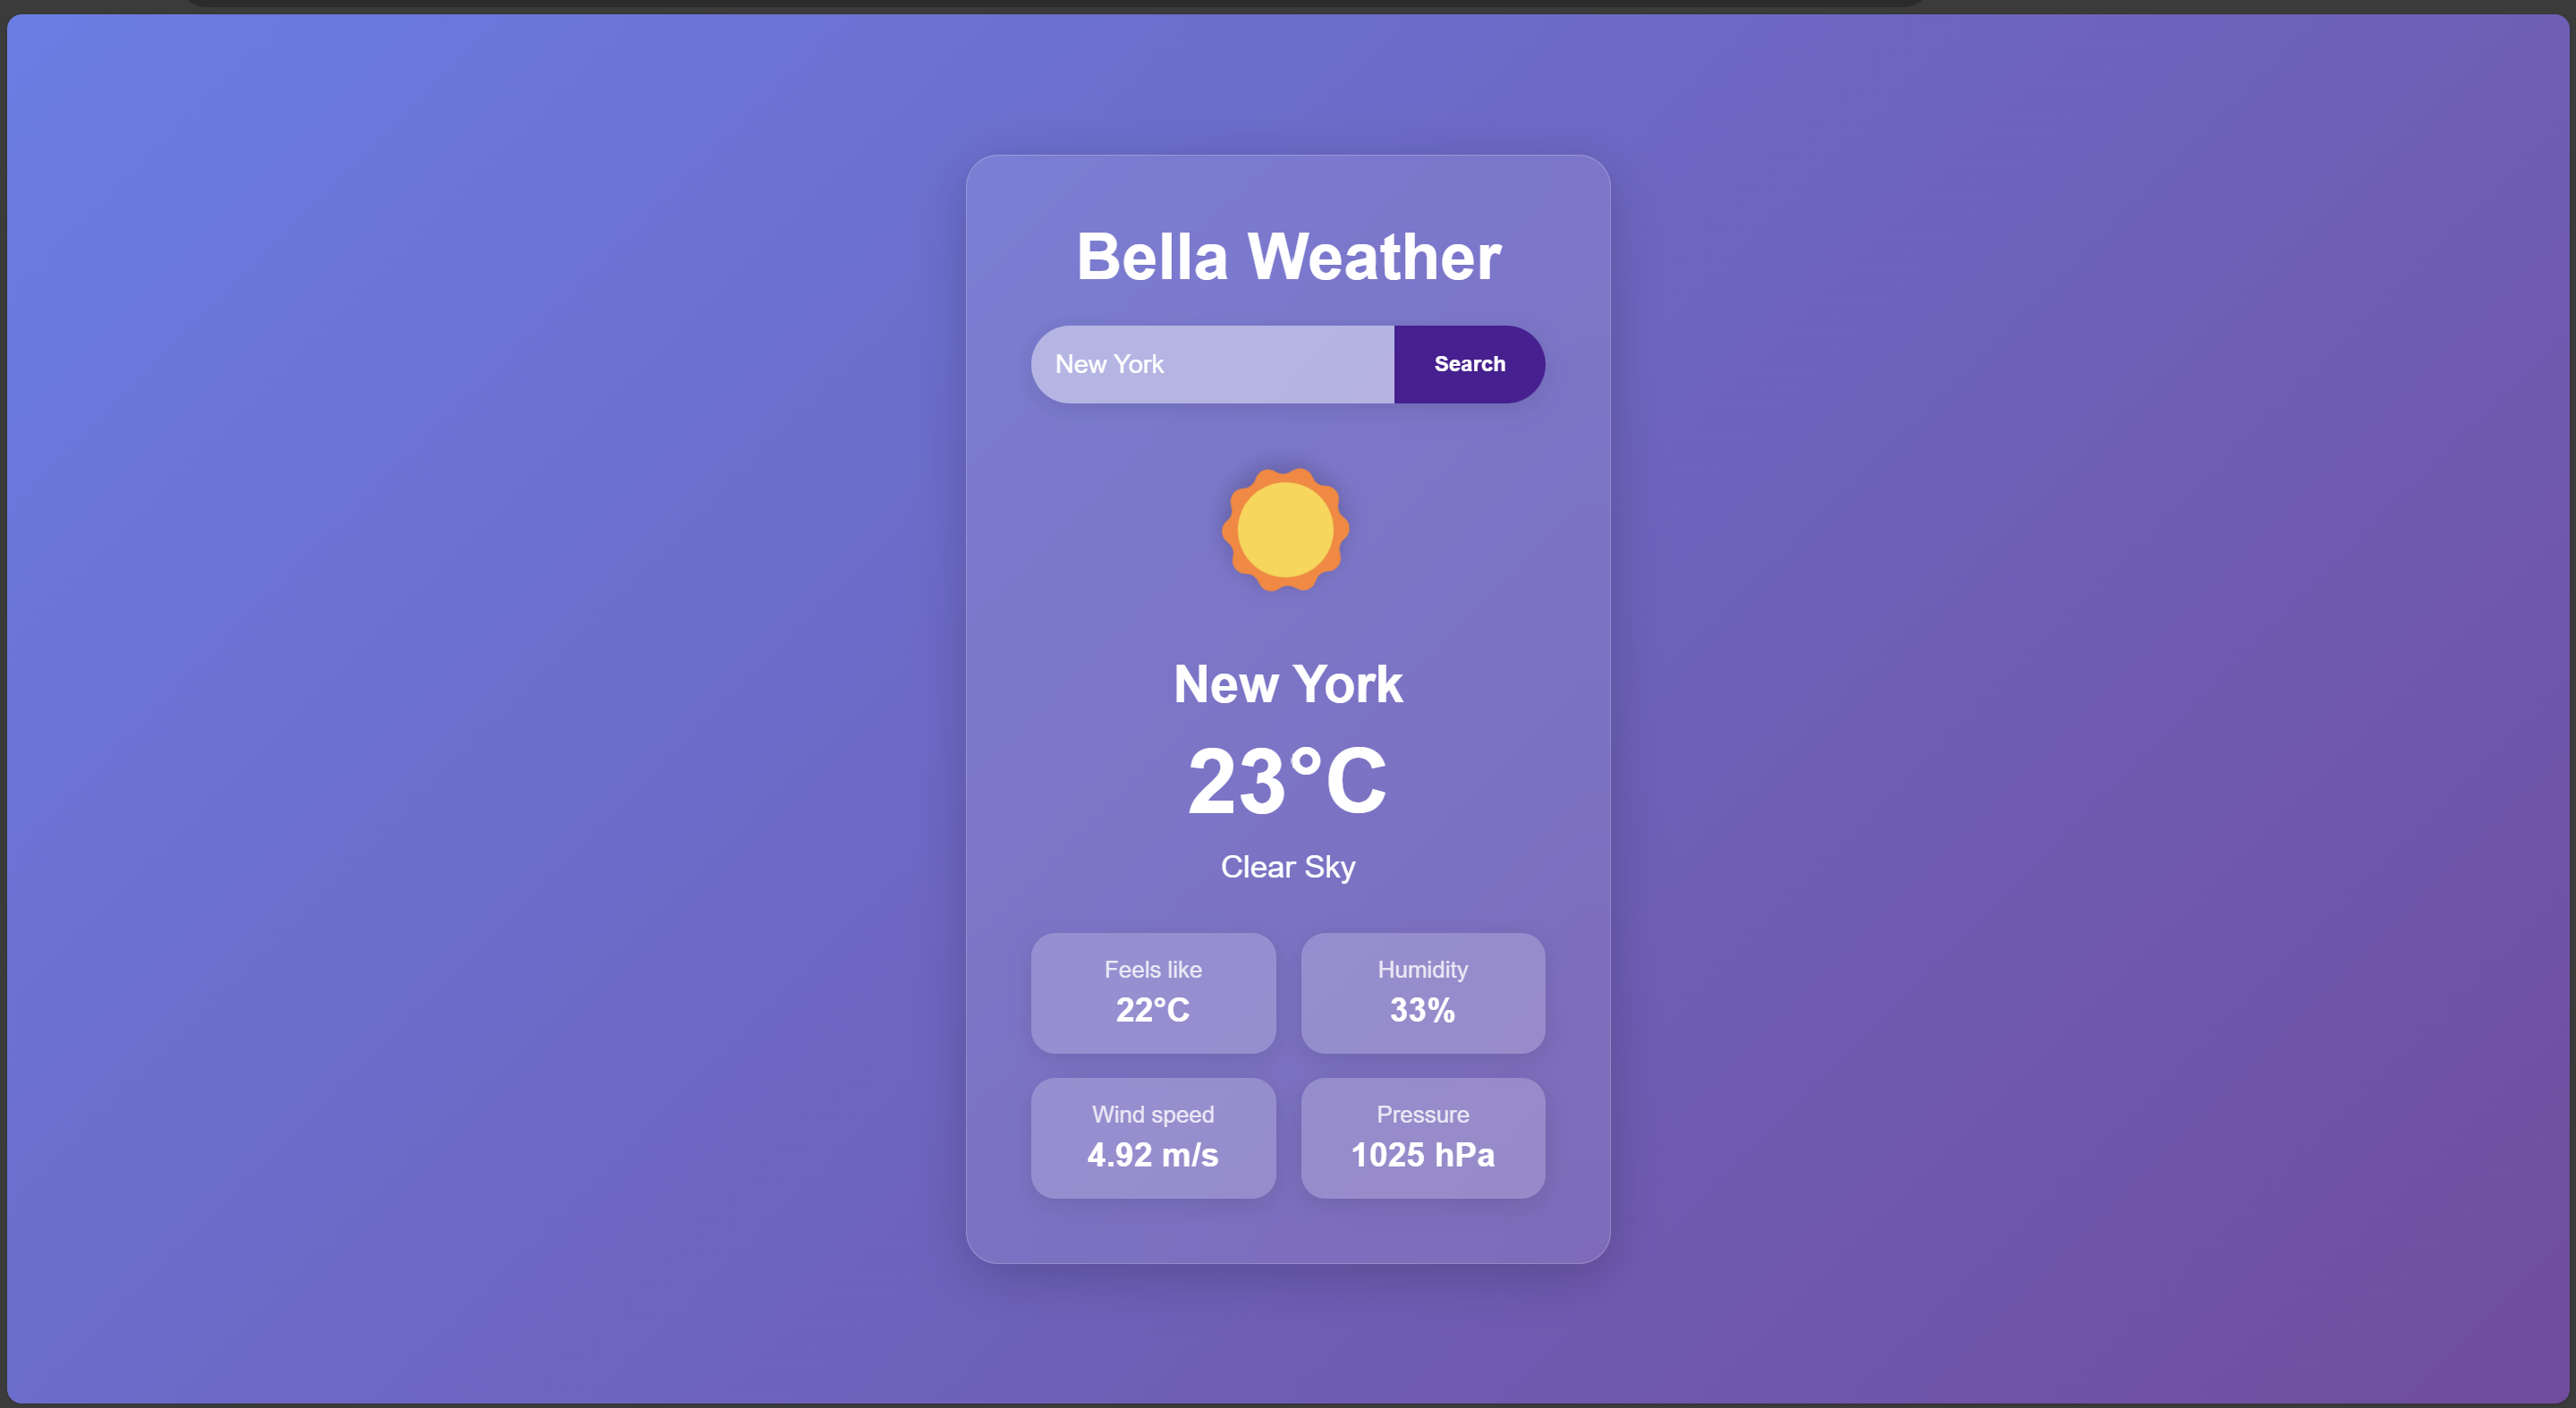 Bella Weather
New York
Search
New York
23°C
Clear Sky
Feels like
22°C
Humidity
33%
Wind speed
4.92 m/s
Pressure
1025 hPa